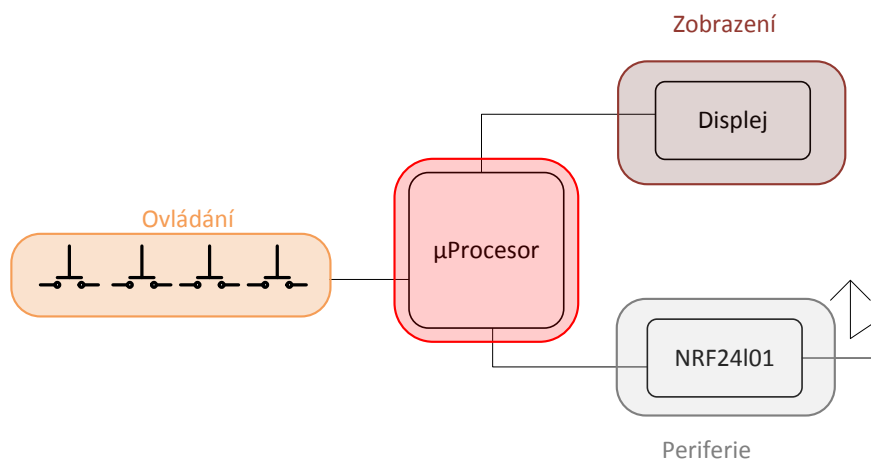 Zobrazení
Displej
Ovládání
µProcesor
NRF24l01
Periferie